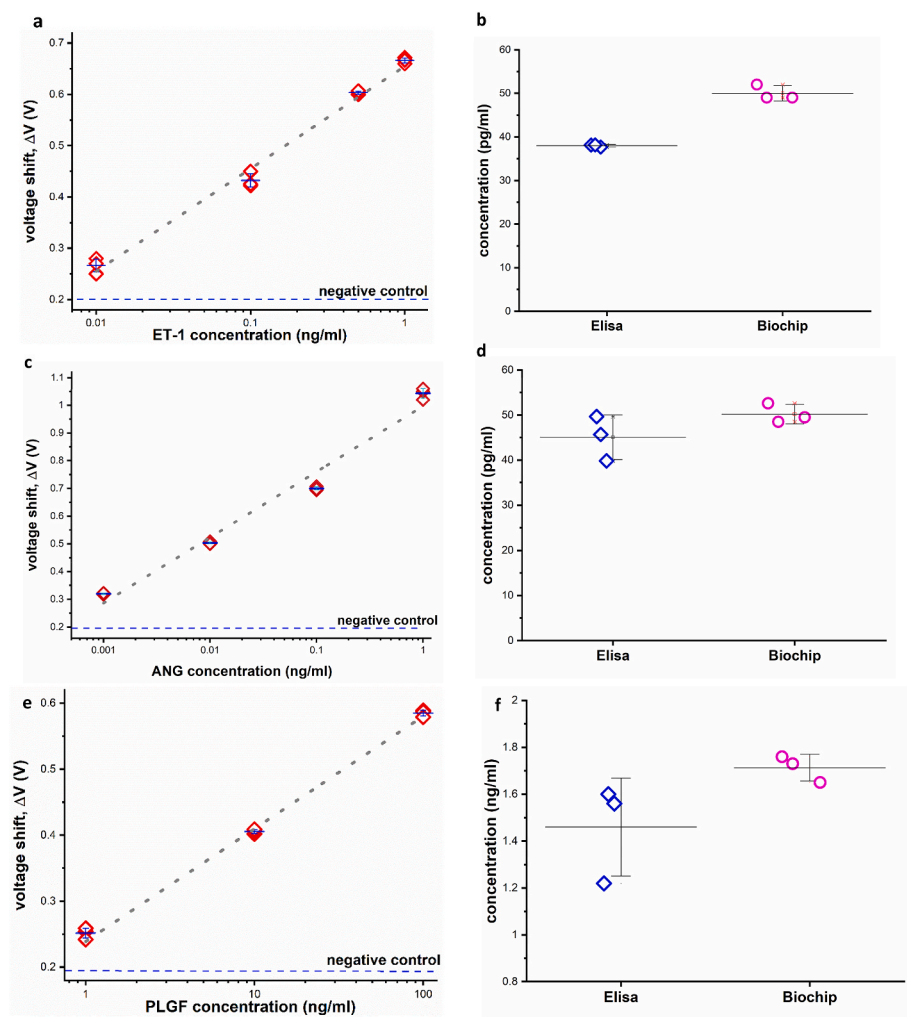 a
voltage shift, ΔV (V)
0.7
0.6
0.5
0.4
0.3
0.2
negative control
0.01
0.1
1
ET-1 concentration (ng/ml)
b
concentration (pg/ml)
60
50
40
30
20
10
0
Elisa
Biochip
c
voltage shift, ΔV (V)
1.1
1.0
0.9
0.8
0.7
0.6
0.5
0.4
0.3
0.2
negative control
0.001
0.01
0.1
1
ANG concentration (ng/ml)
d
concentration (pg/ml)
60
50
40
30
20
10
0
Elisa
Biochip
e
voltage shift, ΔV (V)
0.6
0.5
0.4
0.3
0.2
negative control
1
10
100
PLGF concentration (ng/ml)
f
concentration (ng/ml)
2
1.8
1.6
1.4
1.2
1
0.8
Elisa
Biochip